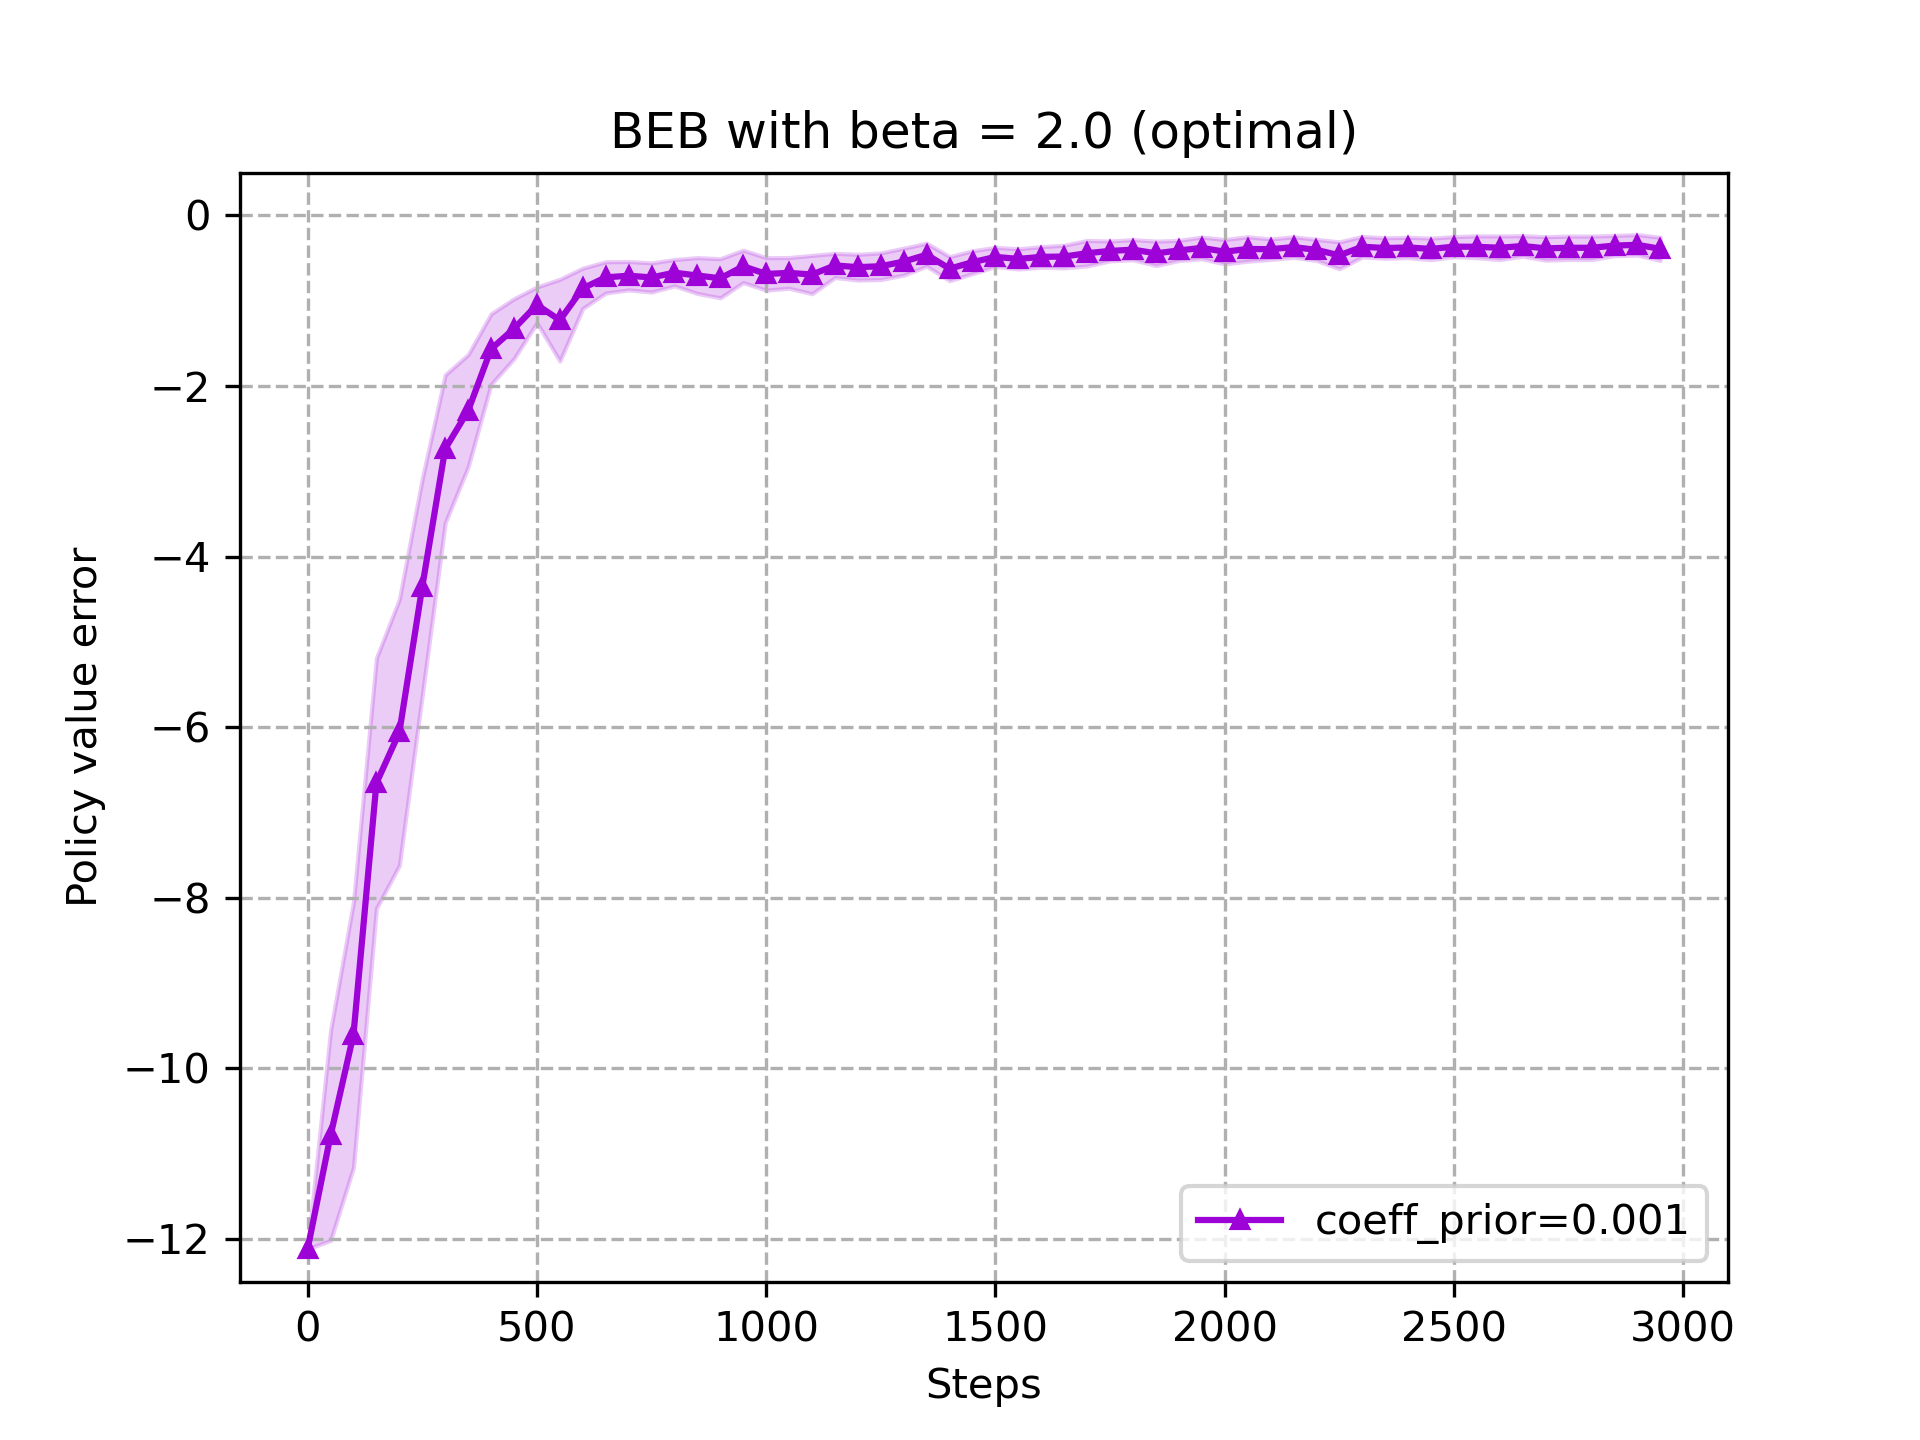 BEB with beta = 2.0 (optimal)
Policy value error
0
−2
−4
−6
−8
−10
−12
0 500 1000 1500 2000 2500 3000
Steps
coeff_prior=0.001